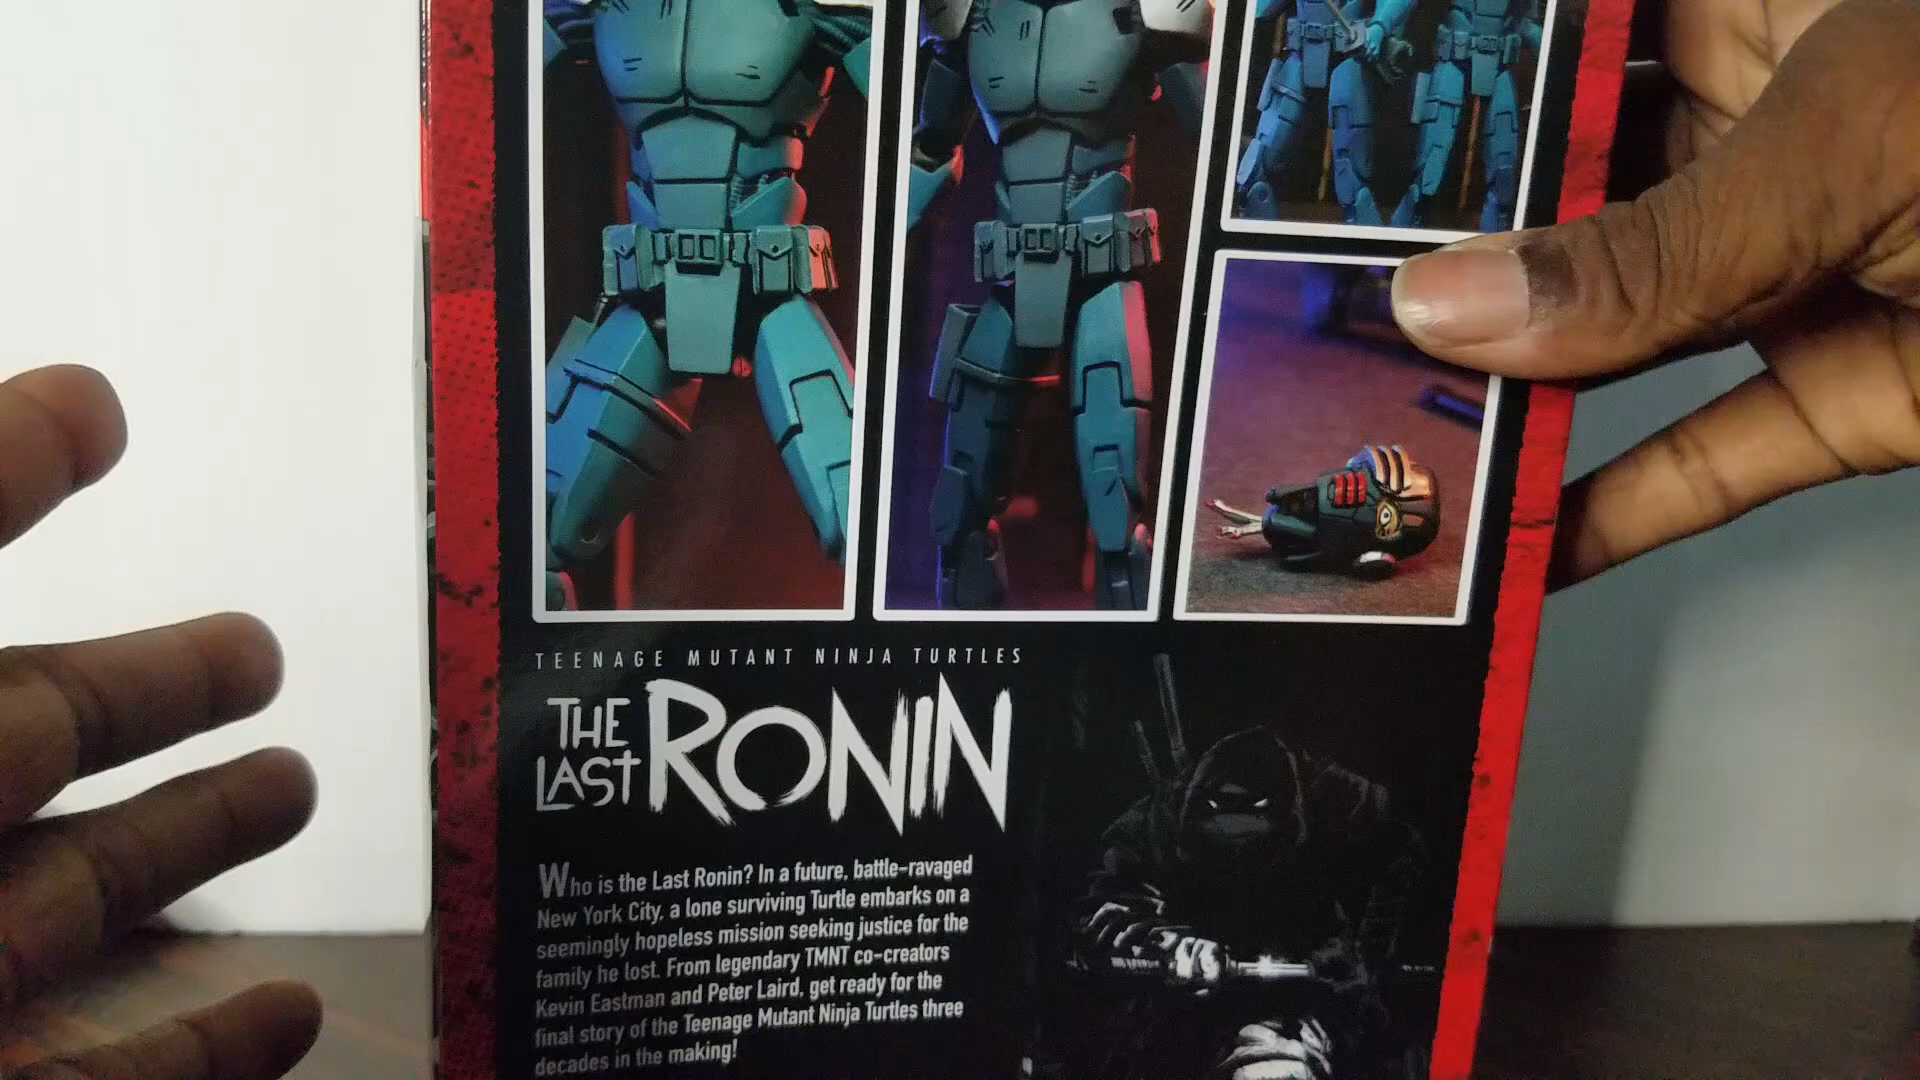 TEENAGE MUTANT NINJA TURTLES
THE
LAST RONIN
Who is the Last Ronin? In a future, battle-ravaged
New York City, a lone surviving Turtle embarks on a
seemingly hopeless mission seeking justice for the
family he lost. From legendary TMNT co-creators
Kevin Eastman and Peter Laird, get ready for the
final story of the Teenage Mutant Ninja Turtles three
decades in the making!